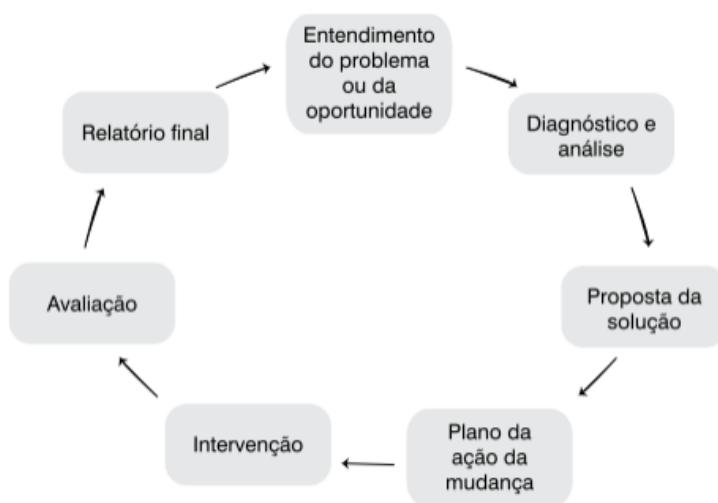 Entendimento
do problema
ou da
oportunidade
Diagnóstico e
análise
Proposta da
solução
Plano da
ação da
mudança
Intervenção
Avaliação
Relatório final